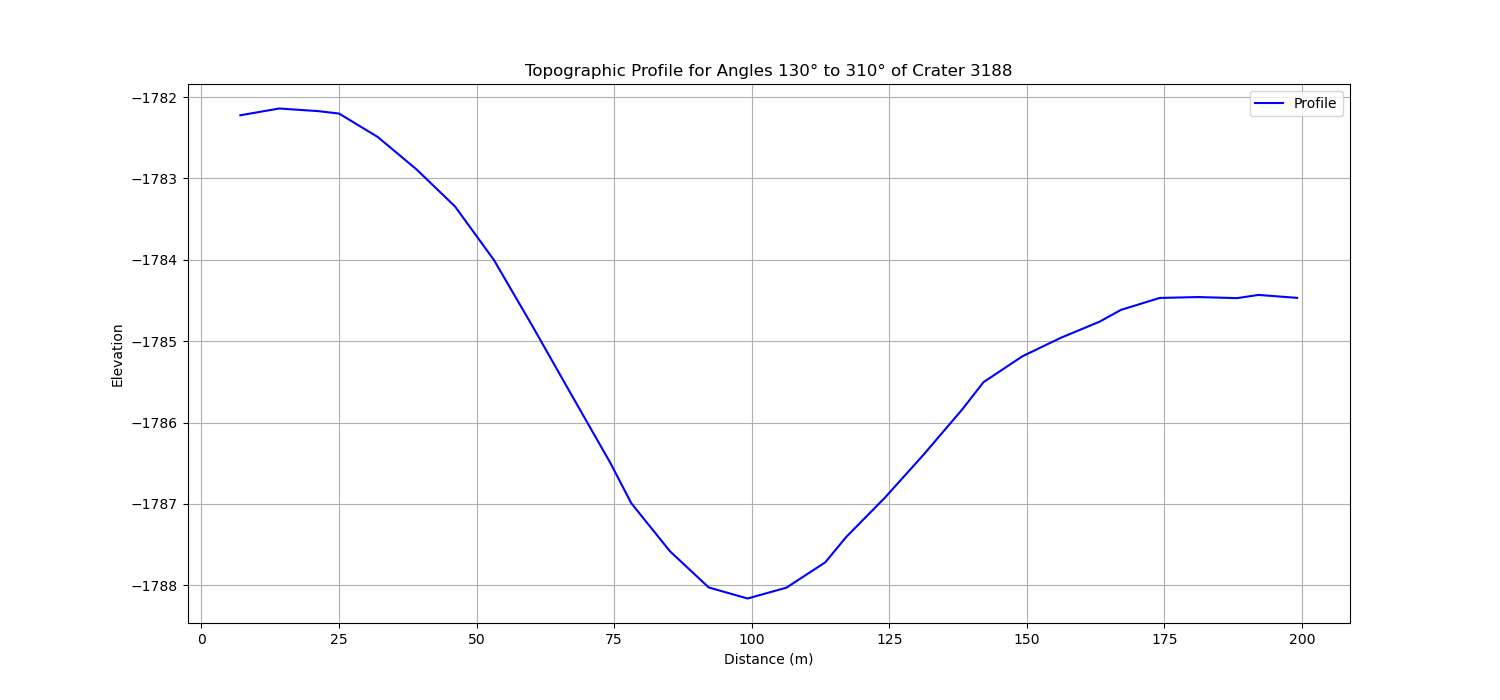 Topographic Profile for Angles 130° to 310° of Crater 3188
Profile
Elevation
−1782
−1783
−1784
−1785
−1786
−1787
−1788
0 25 50 75 100 125 150 175 200
Distance (m)